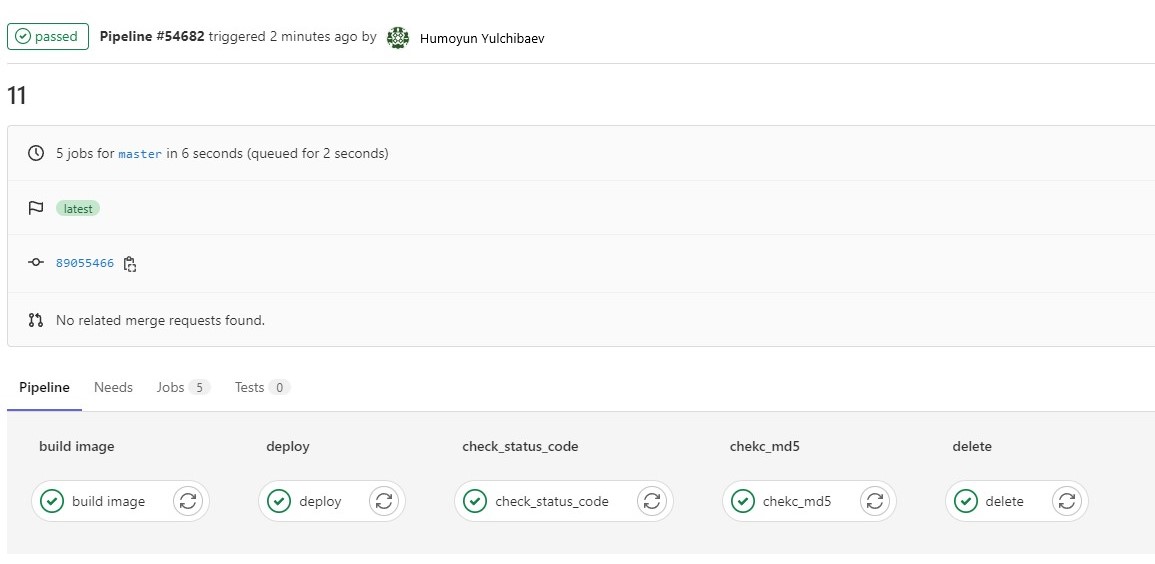 passed Pipeline #54682 triggered 2 minutes ago by Humoyun Yulchibaev
11
5 jobs for master in 6 seconds (queued for 2 seconds)
latest
89055466
No related merge requests found.
Pipeline Needs Jobs 5 Tests 0
build image deploy check_status_code chekc_md5 delete
build image deploy check_status_code chekc_md5 delete